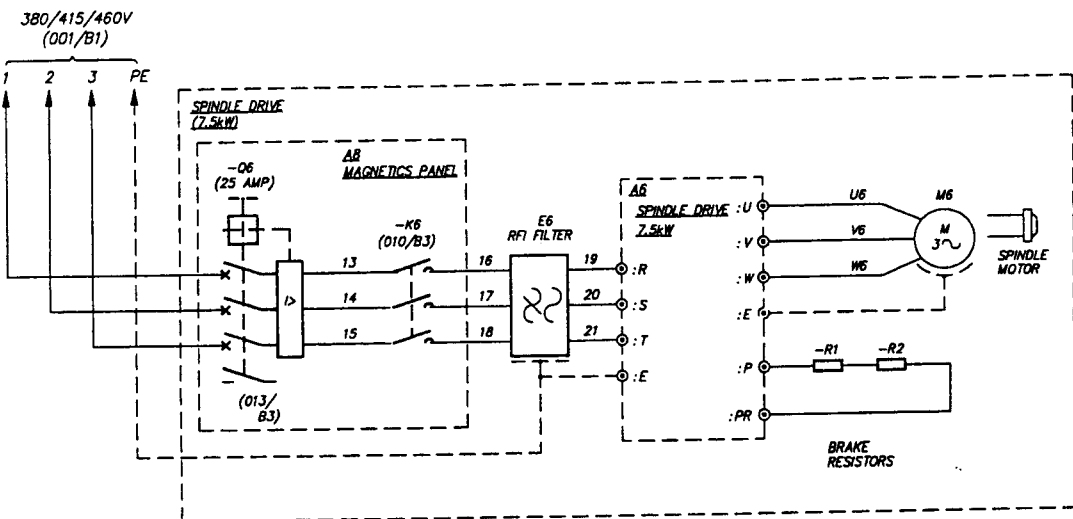 380/415/460V
(001/B1)
1 2 3 PE
SPINDLE DRIVE
(7.5kW)
A8
MAGNETICS PANEL
-Q6
(25 AMP)
-K6
(010/B3)
I>
13
14
15
16
17
18
(013/
B3)
E6
RFI FILTER
19
20
21
A6
SPINDLE DRIVE
7.5kW
:R
:S
:T
:E
:U
:V
:W
:E
:P
:PR
U6
V6
W6
M6
M
3~
SPINDLE
MOTOR
-R1
-R2
BRAKE
RESISTORS